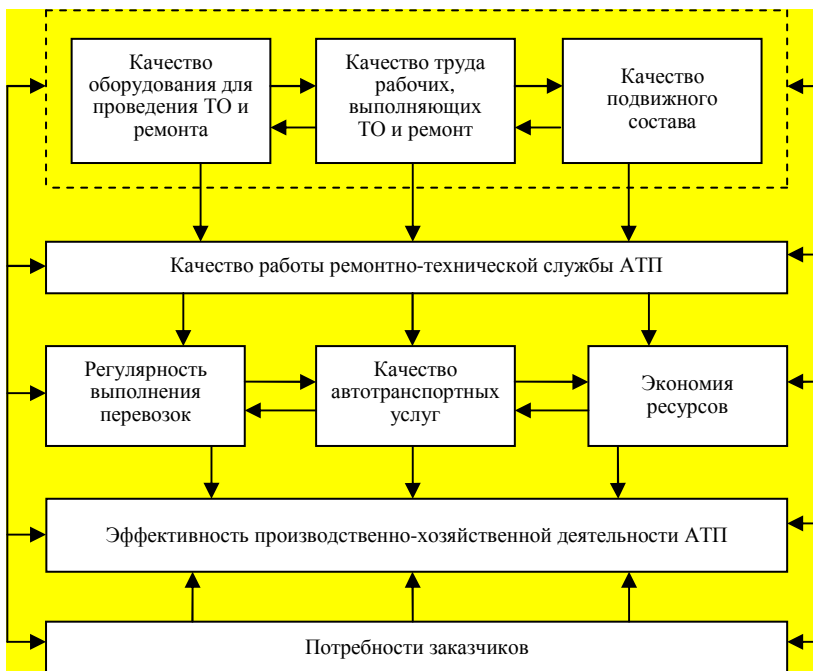 Качество
оборудования для
проведения ТО и
ремонта
Качество труда
рабочих,
выполняющих
ТО и ремонт
Качество
подвижного
состава
Качество работы ремонтно-технической службы АТП
Регулярность
выполнения
перевозок
Качество
автотранспортных
услуг
Экономия
ресурсов
Эффективность производственно-хозяйственной деятельности АТП
Потребности заказчиков